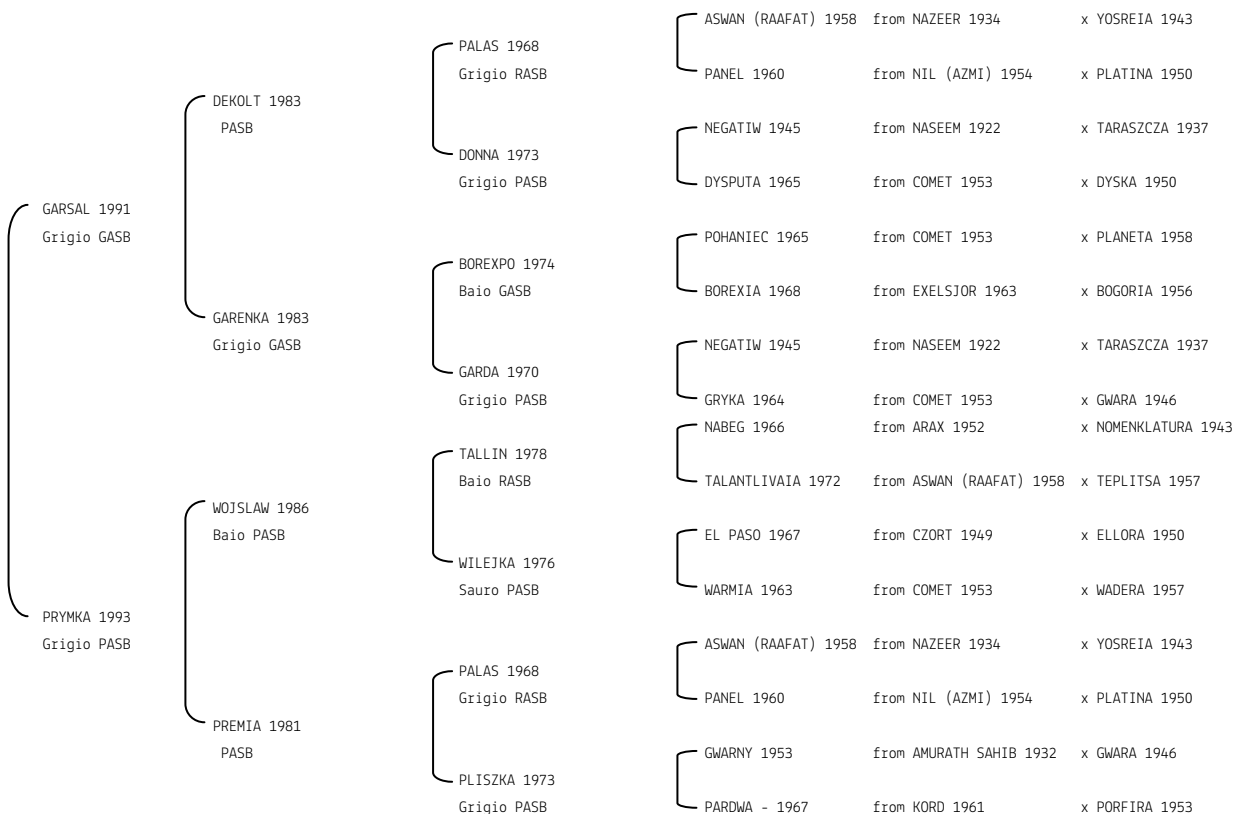 ASWAN (RAAFAT) 1958 from NAZEER 1934 x YOSREIA 1943
PALAS 1968
Grigio RASB
PANEL 1960 from NIL (AZMI) 1954 x PLATINA 1950
DEKOLT 1983
PASB
NEGATIW 1945 from NASEEM 1922 x TARASZCZA 1937
DONNA 1973
Grigio PASB
DYSPUTA 1965 from COMET 1953 x DYSKA 1950
GARSAL 1991
Grigio GASB
POHANIEC 1965 from COMET 1953 x PLANETA 1958
BOREXPO 1974
Baio GASB
BOREXIA 1968 from EXELSJOR 1963 x BOGORIA 1956
GARENKA 1983
Grigio GASB
NEGATIW 1945 from NASEEM 1922 x TARASZCZA 1937
GARDA 1970
Grigio PASB
GRYKA 1964 from COMET 1953 x GWARA 1946
NABEG 1966 from ARAX 1952 x NOMENKLATURA 1943
TALLIN 1978
Baio RASB
TALANTLIVAIA 1972 from ASWAN (RAAFAT) 1958 x TEPLITSA 1957
WOJSLAW 1986
Baio PASB
EL PASO 1967 from CZORT 1949 x ELLORA 1950
WILEJKA 1976
Sauro PASB
WARMIA 1963 from COMET 1953 x WADERA 1957
PRYMKA 1993
Grigio PASB
ASWAN (RAAFAT) 1958 from NAZEER 1934 x YOSREIA 1943
PALAS 1968
Grigio RASB
PANEL 1960 from NIL (AZMI) 1954 x PLATINA 1950
PREMIA 1981
PASB
GWARNY 1953 from AMURATH SAHIB 1932 x GWARA 1946
PLISZKA 1973
Grigio PASB
PARDWA - 1967 from KORD 1961 x PORFIRA 1953